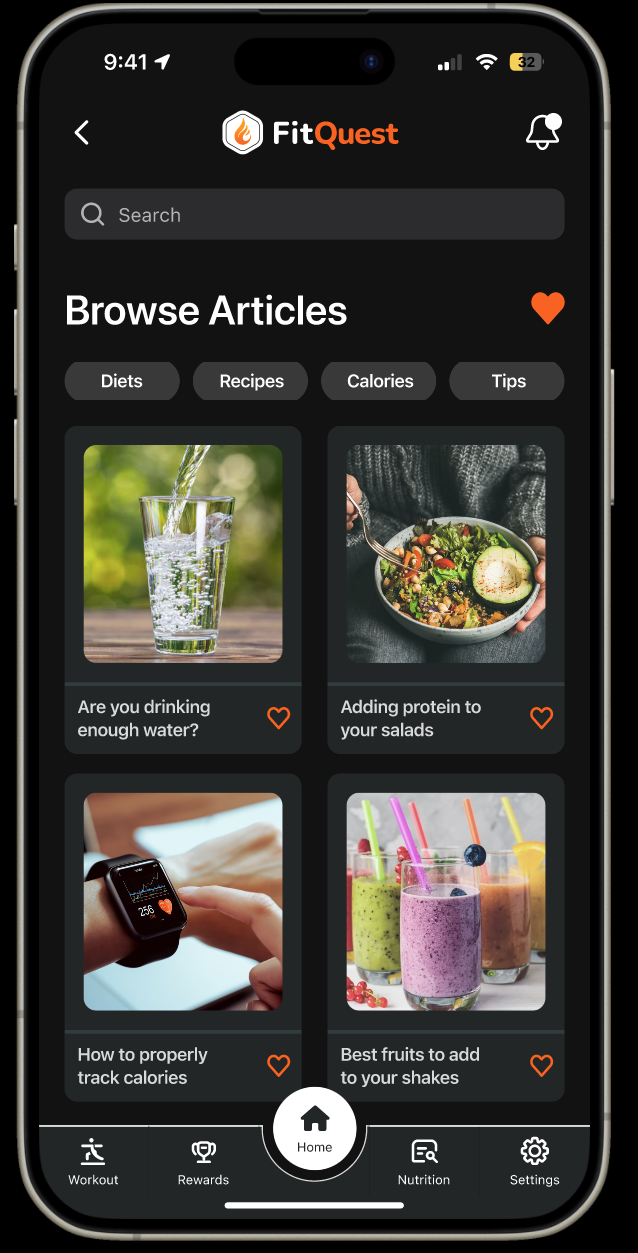 9:41
32
FitQuest
Search
Browse Articles
Diets
Recipes
Calories
Tips
Are you drinking
enough water?
Adding protein to
your salads
256
How to properly
track calories
Best fruits to add
to your shakes
Home
Workout
Rewards
Nutrition
Settings